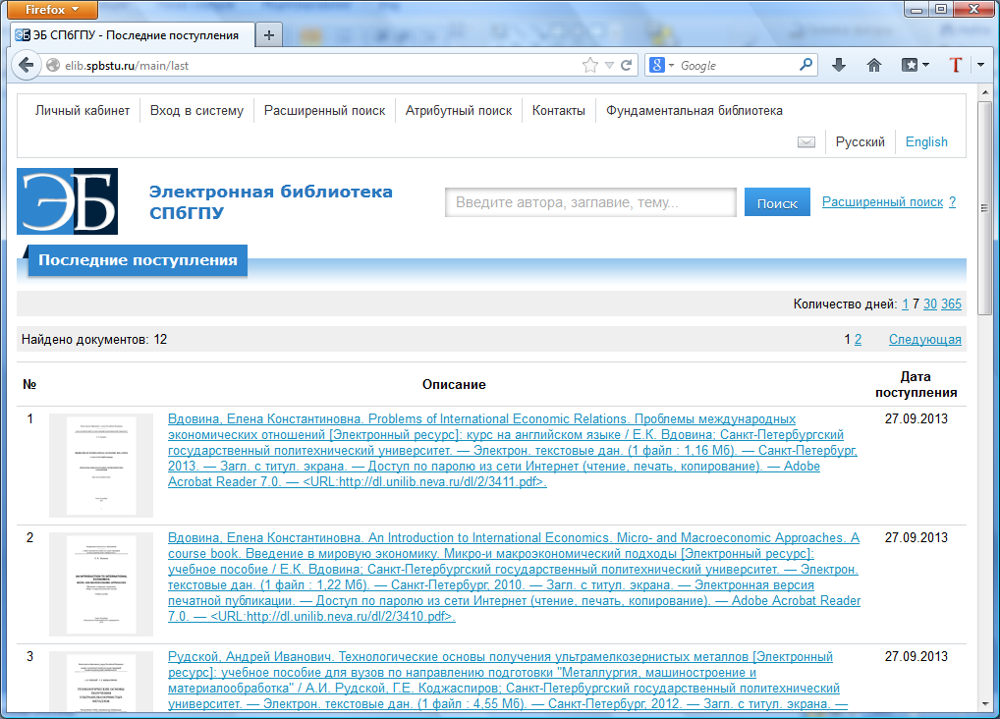 Firefox
ЭБ СПбГПУ - Последние поступления
elib.spbstu.ru/main/last
Google
Личный кабинет
Вход в систему
Расширенный поиск
Атрибутный поиск
Контакты
Фундаментальная библиотека
Русский
English
ЭБ
Электронная библиотека
СПбГПУ
Введите автора, заглавие, тему...
Поиск
Расширенный поиск ?
Последние поступления
Количество дней: 1 7 30 365
Найдено документов: 12
1 2 Следующая
№
Описание
Дата
поступления
1
Вдовина, Елена Константиновна. Problems of International Economic Relations. Проблемы международных
экономических отношений [Электронный ресурс]: курс на английском языке / Е.К. Вдовина; Санкт-Петербургский
государственный политехнический университет. — Электрон. текстовые дан. (1 файл : 1,16 Мб). — Санкт-Петербург,
2013. — Загл. с титул. экрана. — Доступ по паролю из сети Интернет (чтение, печать, копирование). — Adobe
Acrobat Reader 7.0. — <URL:http://dl.unilib.neva.ru/dl/2/3411.pdf>.
27.09.2013
2
Вдовина, Елена Константиновна. An Introduction to International Economics. Micro- and Macroeconomic Approaches. A
course book. Введение в мировую экономику. Микро-и макроэкономический подходы [Электронный ресурс]:
учебное пособие / Е.К. Вдовина; Санкт-Петербургский государственный политехнический университет. — Электрон.
текстовые дан. (1 файл : 1,22 Мб). — Санкт-Петербург, 2010. — Загл. с титул. экрана. — Электронная версия
печатной публикации. — Доступ по паролю из сети Интернет (чтение, печать, копирование). — Adobe Acrobat Reader
7.0. — <URL:http://dl.unilib.neva.ru/dl/2/3410.pdf>.
27.09.2013
3
Рудской, Андрей Иванович. Технологические основы получения ультрамелкозернистых металлов [Электронный
ресурс]: учебное пособие для вузов по направлению подготовки "Металлургия, машиностроение и
материалообработка" / А.И. Рудской, Г.Е. Коджаспиров; Санкт-Петербургский государственный политехнический
университет. — Электрон. текстовые дан. (1 файл : 4,55 Мб). — Санкт-Петербург, 2012. — Загл. с титул. экрана. —
27.09.2013